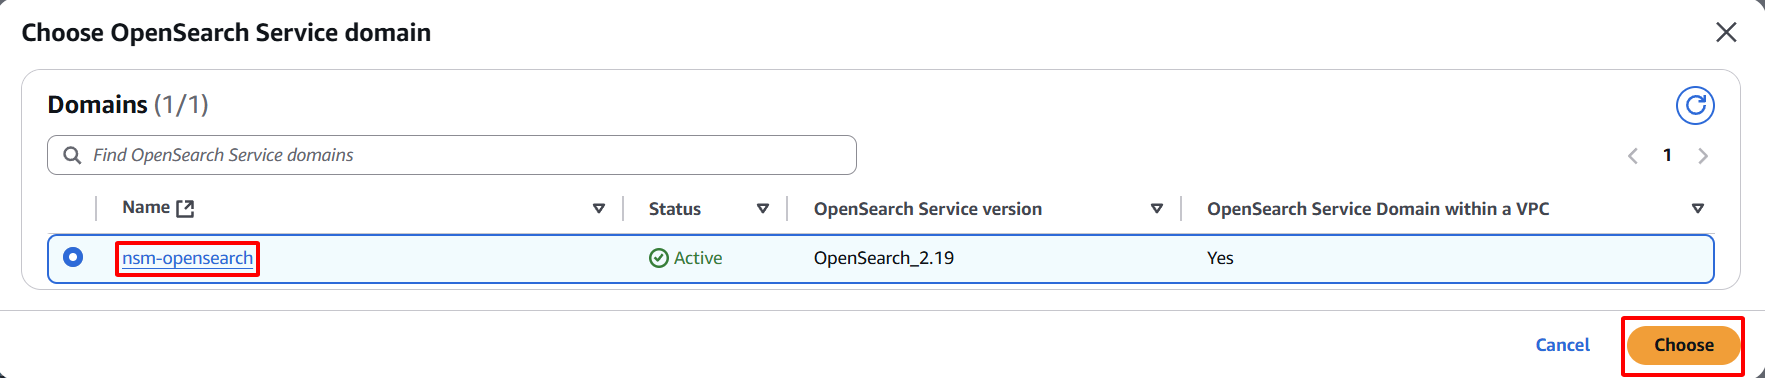 Choose OpenSearch Service domain
Domains (1/1)
Find OpenSearch Service domains
1
Name Status OpenSearch Service version OpenSearch Service Domain within a VPC
nsm-opensearch Active OpenSearch_2.19 Yes
Cancel Choose